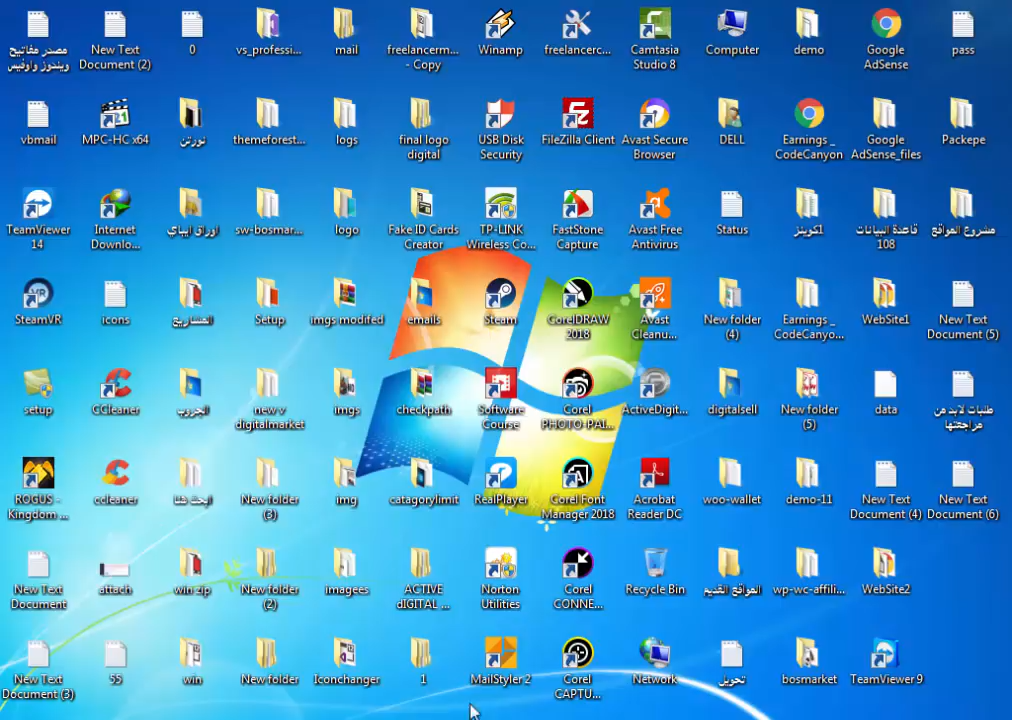 مصدر مفاتيح
ويندوز واوفيس
New Text
Document (2)
0
vs_professi...
mail
freelancerm...
- Copy
Winamp
freelancerc...
Camtasia
Studio 8
Computer
demo
Google
AdSense
pass
vbmail
MPC-HC x64
نورتن
themeforest...
logs
final logo
digital
USB Disk
Security
FileZilla Client
Avast Secure
Browser
DELL
Earnings _
CodeCanyon
Google
AdSense_files
Packepe
TeamViewer
14
Internet
Downlo...
اوراق ايباي
sw-bosmar...
logo
Fake ID Cards
Creator
TP-LINK
Wireless Co...
FastStone
Capture
Avast Free
Antivirus
Status
1كوينز
قاعدة البيانات
108
مشروع المواقع
SteamVR
icons
المشاريع
Setup
imgs modifed
emails
Steam
CorelDRAW
2018
Avast
Cleanu...
New folder
(4)
Earnings _
CodeCanyo...
WebSite1
New Text
Document (5)
setup
CCleaner
الجروب
new v
digitalmarket
imgs
checkpath
Software
Course
Corel
PHOTO-PAI...
ActiveDigit...
digitalsell
New folder
(5)
data
طلبات لابد من
مراجعتها
ROGUS -
Kingdom ...
ccleaner
ابحث هنا
New folder
(3)
img
catagorylimit
RealPlayer
Corel Font
Manager 2018
Acrobat
Reader DC
woo-wallet
demo-11
New Text
Document (4)
New Text
Document (6)
New Text
Document
attach
win zip
New folder
(2)
imagees
ACTIVE
dIGITAL ...
Norton
Utilities
Corel
CONNE...
Recycle Bin
المواقع القديم
wp-wc-affili...
WebSite2
New Text
Document (3)
55
win
New folder
Iconchanger
1
MailStyler 2
Corel
CAPTU...
Network
تحويل
bosmarket
TeamViewer 9